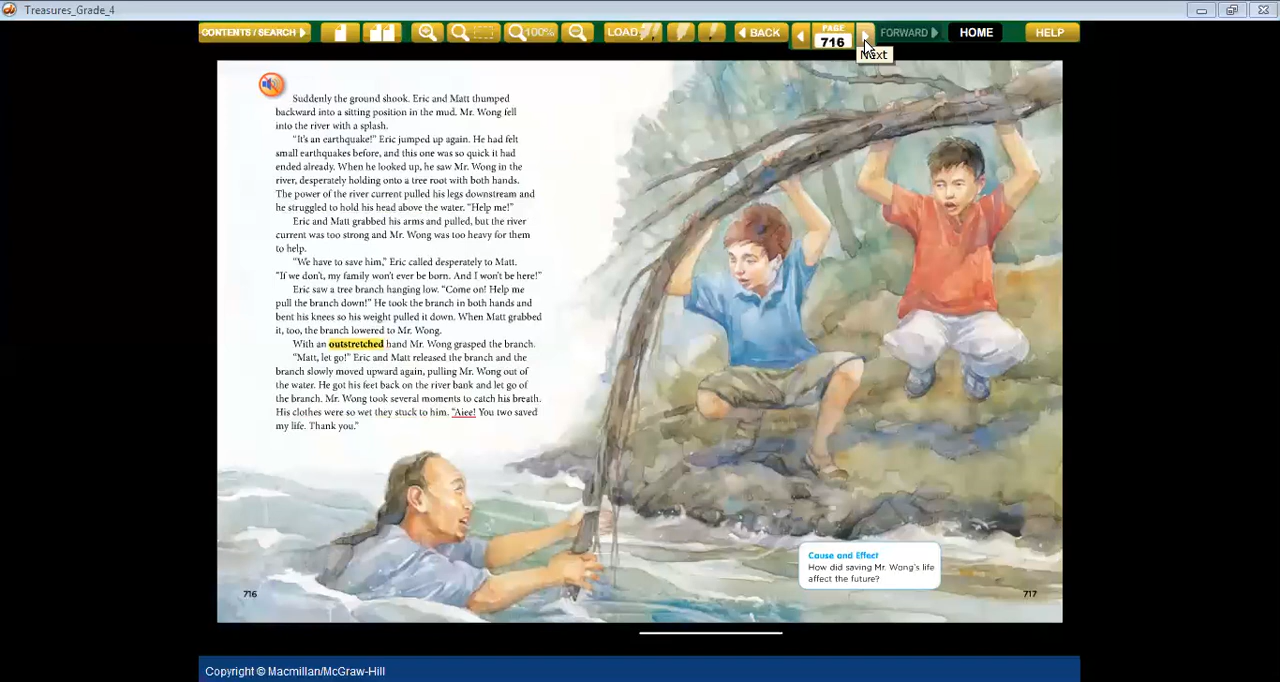 Treasures_Grade_4
CONTENTS / SEARCH
100%
LOAD
BACK
PAGE
716
FORWARD
HOME
HELP
Next
Suddenly the ground shook. Eric and Matt thumped
backward into a sitting position in the mud. Mr. Wong fell
into the river with a splash.
"It's an earthquake!" Eric jumped up again. He had felt
small earthquakes before, and this one was so quick it had
ended already. When he looked up, he saw Mr. Wong in the
river, desperately holding onto a tree root with both hands.
The power of the river current pulled his legs downstream and
he struggled to hold his head above the water. "Help me!"
Eric and Matt grabbed his arms and pulled, but the river
current was too strong and Mr. Wong was too heavy for them
to help.
"We have to save him," Eric called desperately to Matt.
"If we don't, my family won't ever be born. And I won't be here!"
Eric saw a tree branch hanging low. "Come on! Help me
pull the branch down!" He took the branch in both hands and
bent his knees so his weight pulled it down. When Matt grabbed
it, too, the branch lowered to Mr. Wong.
With an outstretched hand Mr. Wong grasped the branch.
"Matt, let go!" Eric and Matt released the branch and the
branch slowly moved upward again, pulling Mr. Wong out of
the water. He got his feet back on the river bank and let go of
the branch. Mr. Wong took several moments to catch his breath.
His clothes were so wet they stuck to him. "Aiee! You two saved
my life. Thank you."
Cause and Effect
How did saving Mr. Wong's life
affect the future?
716
717
Copyright © Macmillan/McGraw-Hill